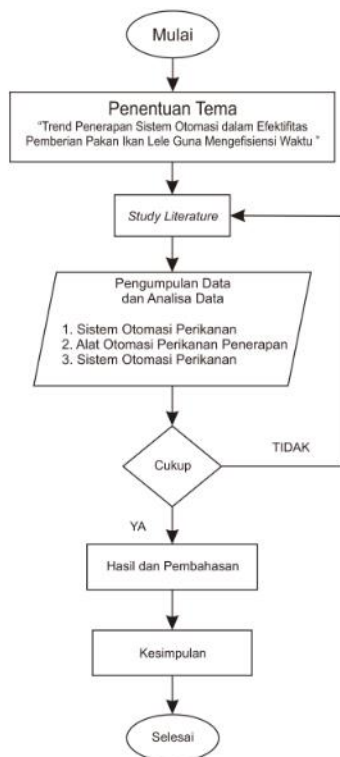 Mulai
Penentuan Tema
"Trend Penerapan Sistem Otomasi dalam Efektifitas
Pemberian Pakan Ikan Lele Guna Mengefisiensi Waktu "
Study Literature
Pengumpulan Data
dan Analisa Data
1. Sistem Otomasi Perikanan
2. Alat Otomasi Perikanan Penerapan
3. Sistem Otomasi Perikanan
Cukup
TIDAK
YA
Hasil dan Pembahasan
Kesimpulan
Selesai